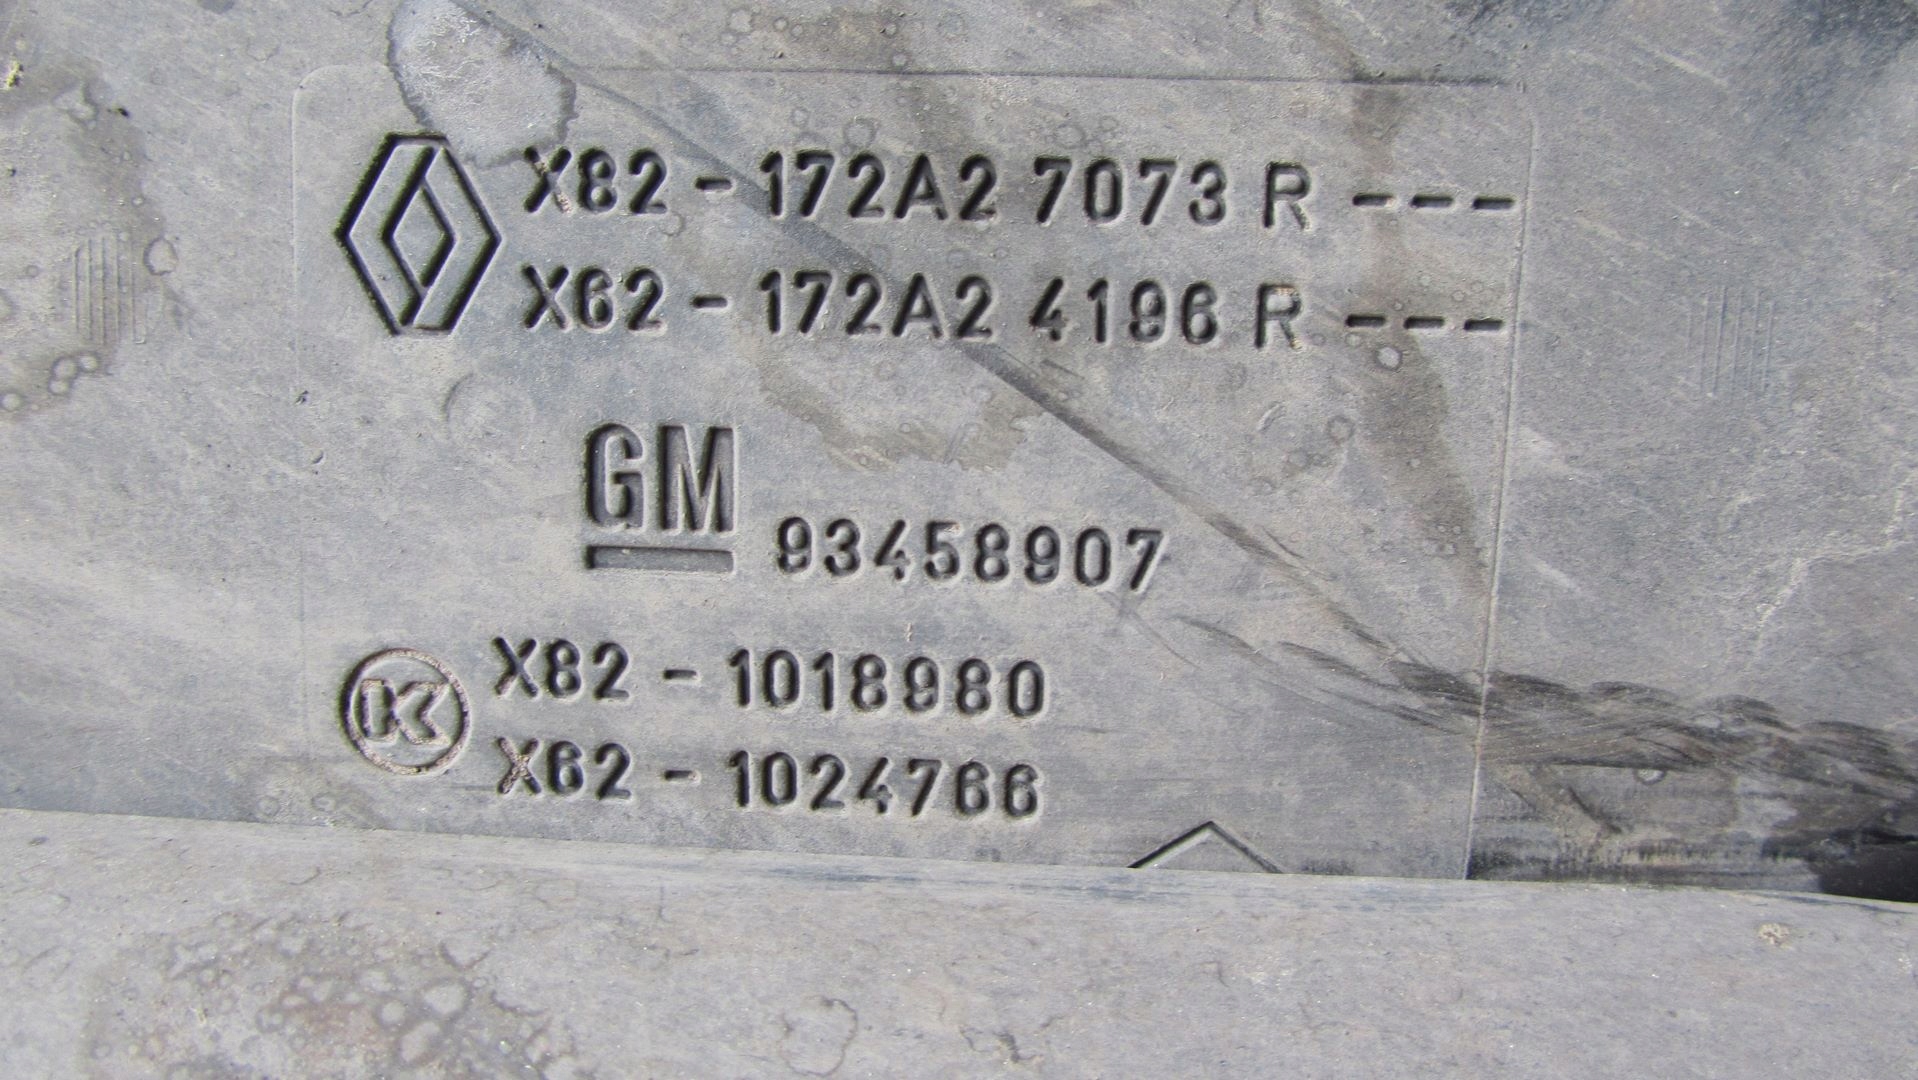 X82 - 172A2 7073 R ---
X62 - 172A2 4196 R ---
GM 93458907
K X82 - 1018980
X62 - 1024766